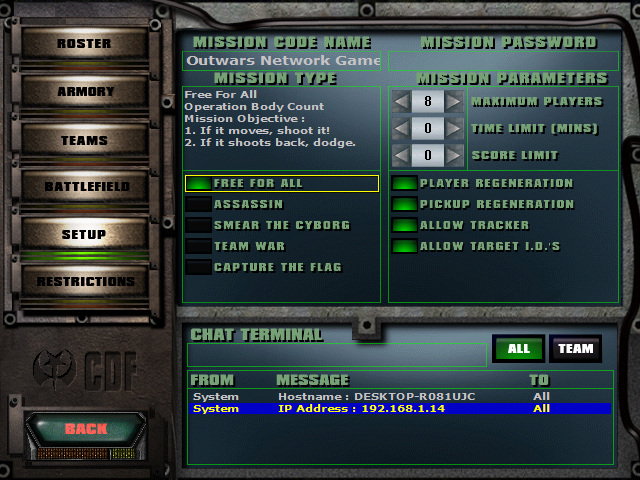 ROSTER
ARMORY
TEAMS
BATTLEFIELD
SETUP
RESTRICTIONS
CDF
BACK
MISSION CODE NAME
Outwars Network Game
MISSION PASSWORD
MISSION TYPE
Free For All
Operation Body Count
Mission Objective :
1. If it moves, shoot it!
2. If it shoots back, dodge.
FREE FOR ALL
ASSASSIN
SMEAR THE CYBORG
TEAM WAR
CAPTURE THE FLAG
MISSION PARAMETERS
8 MAXIMUM PLAYERS
0 TIME LIMIT (MINS)
0 SCORE LIMIT
PLAYER REGENERATION
PICKUP REGENERATION
ALLOW TRACKER
ALLOW TARGET I.D.'S
CHAT TERMINAL
ALL TEAM
FROM MESSAGE TO
System Hostname : DESKTOP-R081UJC All
System IP Address : 192.168.1.14 All